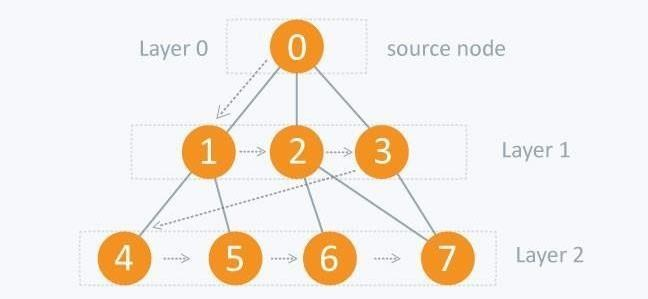 Layer 0 0 source node
1 2 3 Layer 1
4 5 6 7 Layer 2